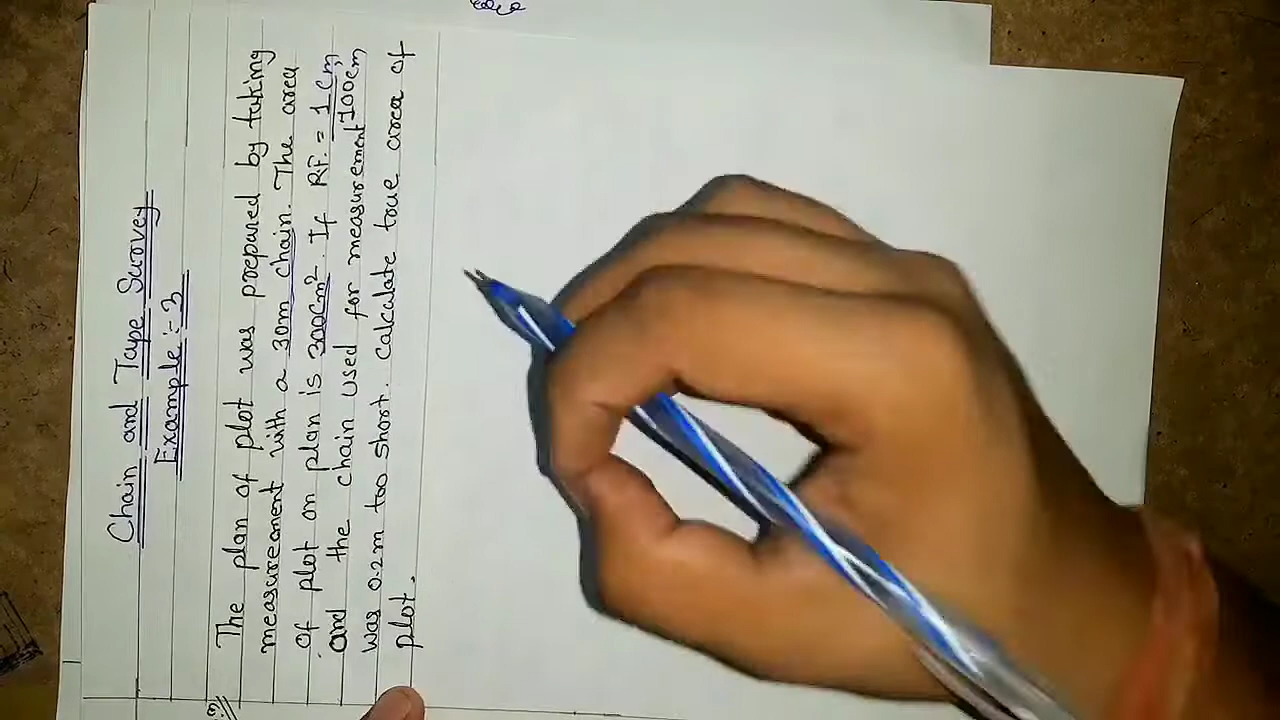 Chain and Tape Survey
Example :- 3
The plan of plot was prepared by taking
measurement with a 30m chain. The area
of plot on plan is 300cm². If RF. = 1cm/100cm,
and the chain used for measurement
was 0.2m too short. calculate true area of
plot.